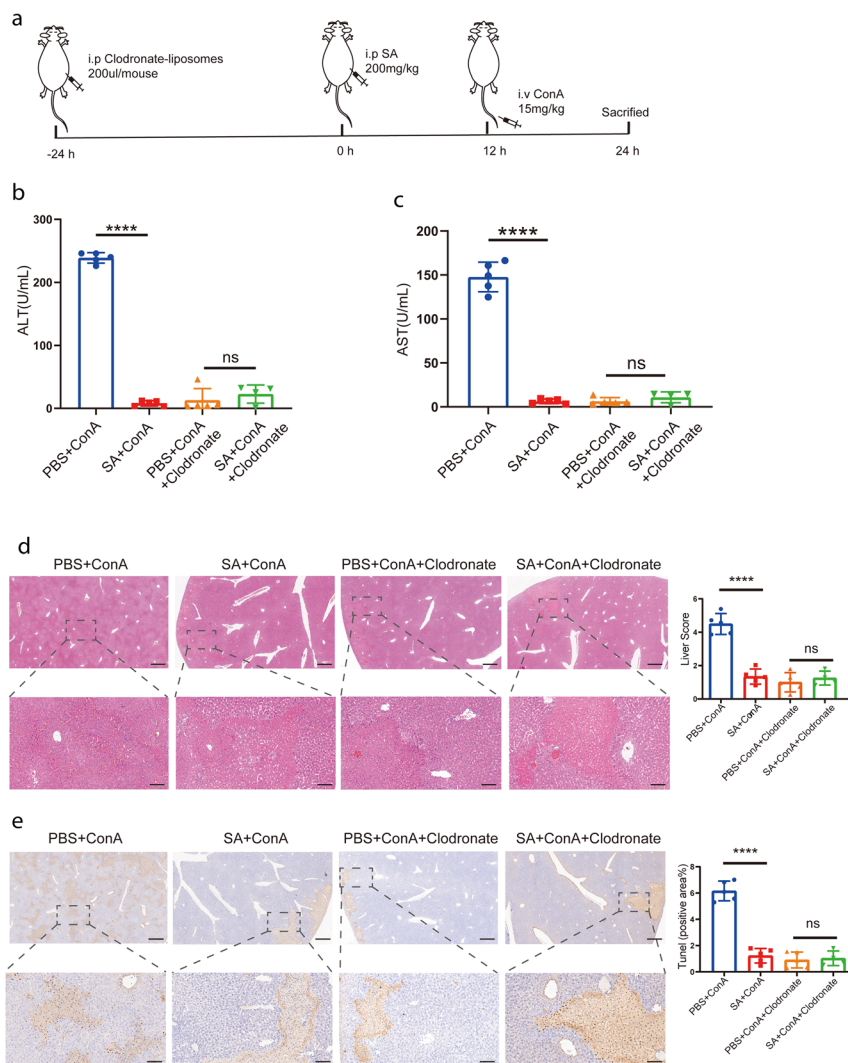 a
i.p Clodronate-liposomes
200ul/mouse
i.p SA
200mg/kg
i.v ConA
15mg/kg
Sacrified
-24 h
0 h
12 h
24 h
b
ALT(U/mL)
300
200
100
0
****
ns
PBS+ConA
SA+ConA
PBS+ConA
+Clodronate
SA+ConA
+Clodronate
c
AST(U/mL)
200
150
100
50
0
****
ns
PBS+ConA
SA+ConA
PBS+ConA
+Clodronate
SA+ConA
+Clodronate
d
PBS+ConA
SA+ConA
PBS+ConA+Clodronate
SA+ConA+Clodronate
Liver Score
6
4
2
0
****
ns
PBS+ConA
SA+ConA
PBS+ConA+Clodronate
SA+ConA+Clodronate
e
PBS+ConA
SA+ConA
PBS+ConA+Clodronate
SA+ConA+Clodronate
Tunel (positive area%)
8
6
4
2
0
****
ns
PBS+ConA
SA+ConA
PBS+ConA+Clodronate
SA+ConA+Clodronate